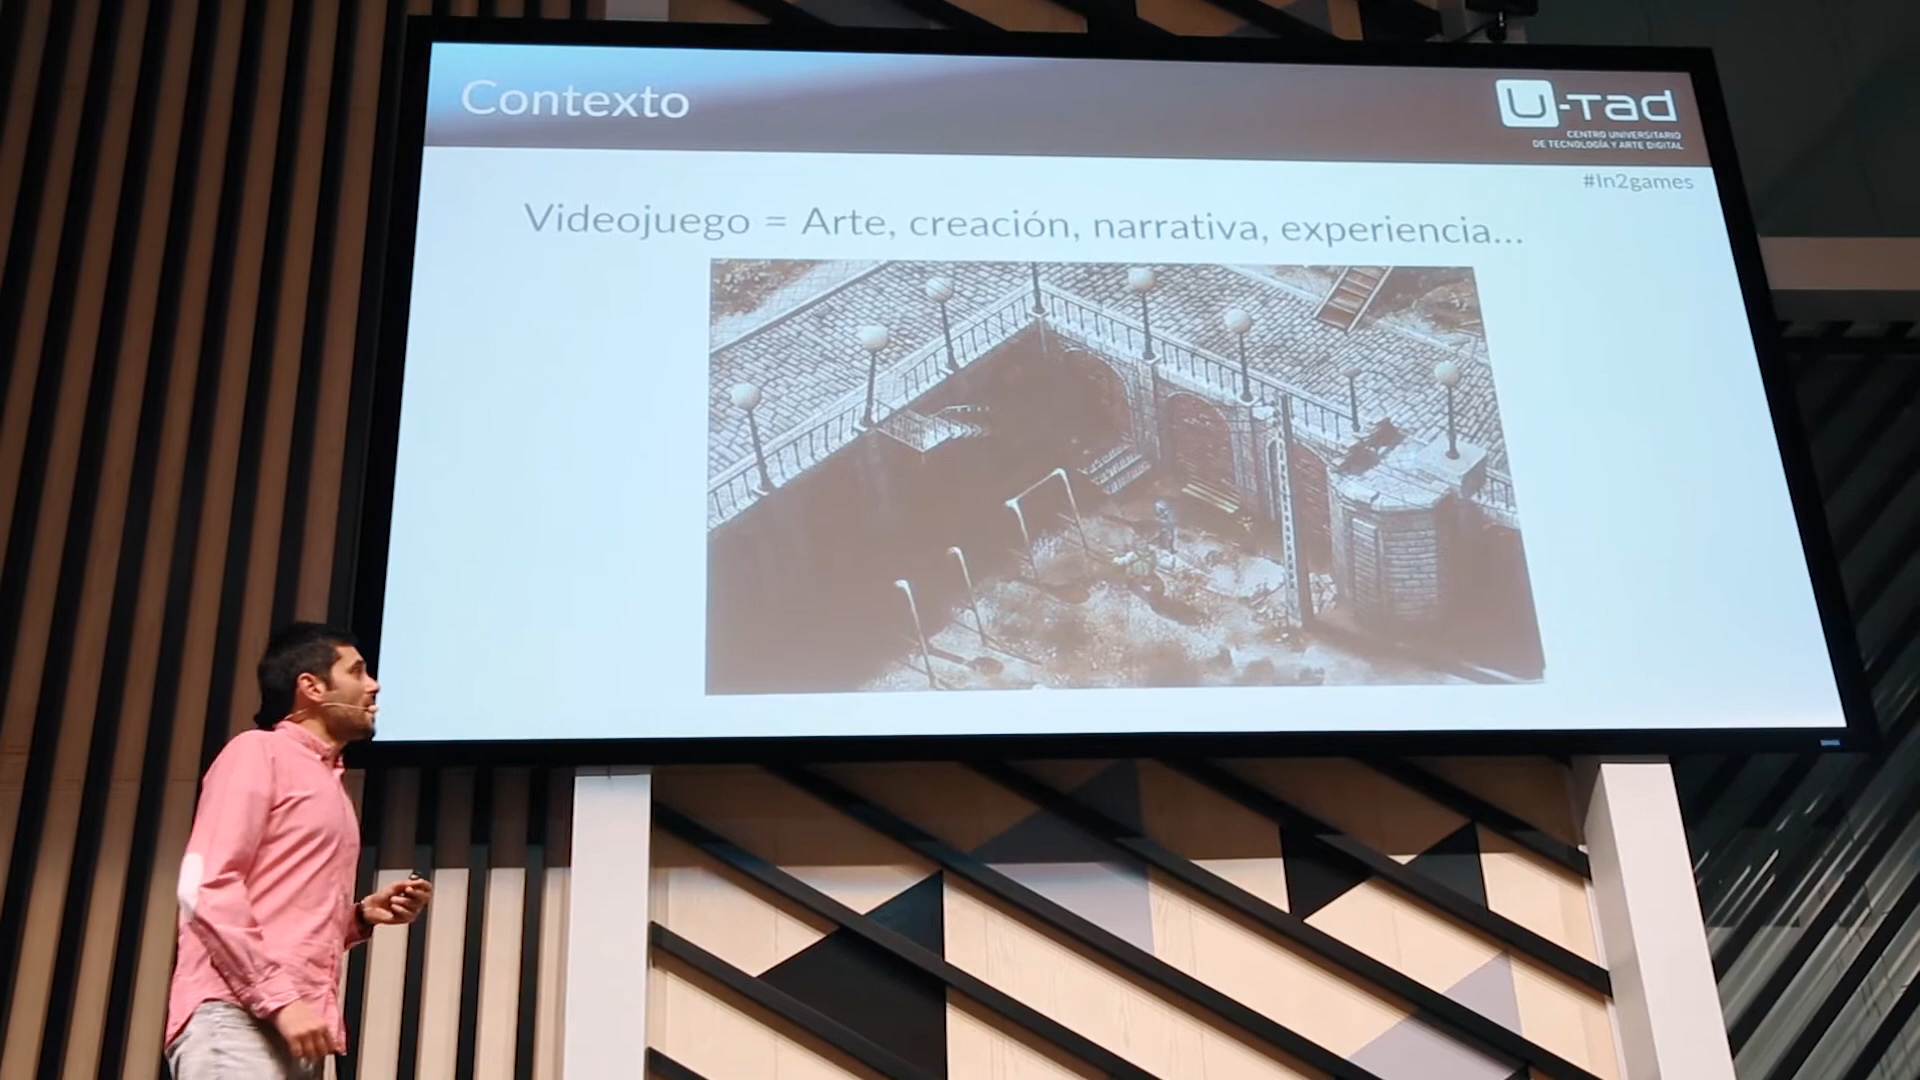 Contexto
U-Tad
CENTRO UNIVERSITARIO
DE TECNOLOGÍA Y ARTE DIGITAL
#In2games
Videojuego = Arte, creación, narrativa, experiencia...